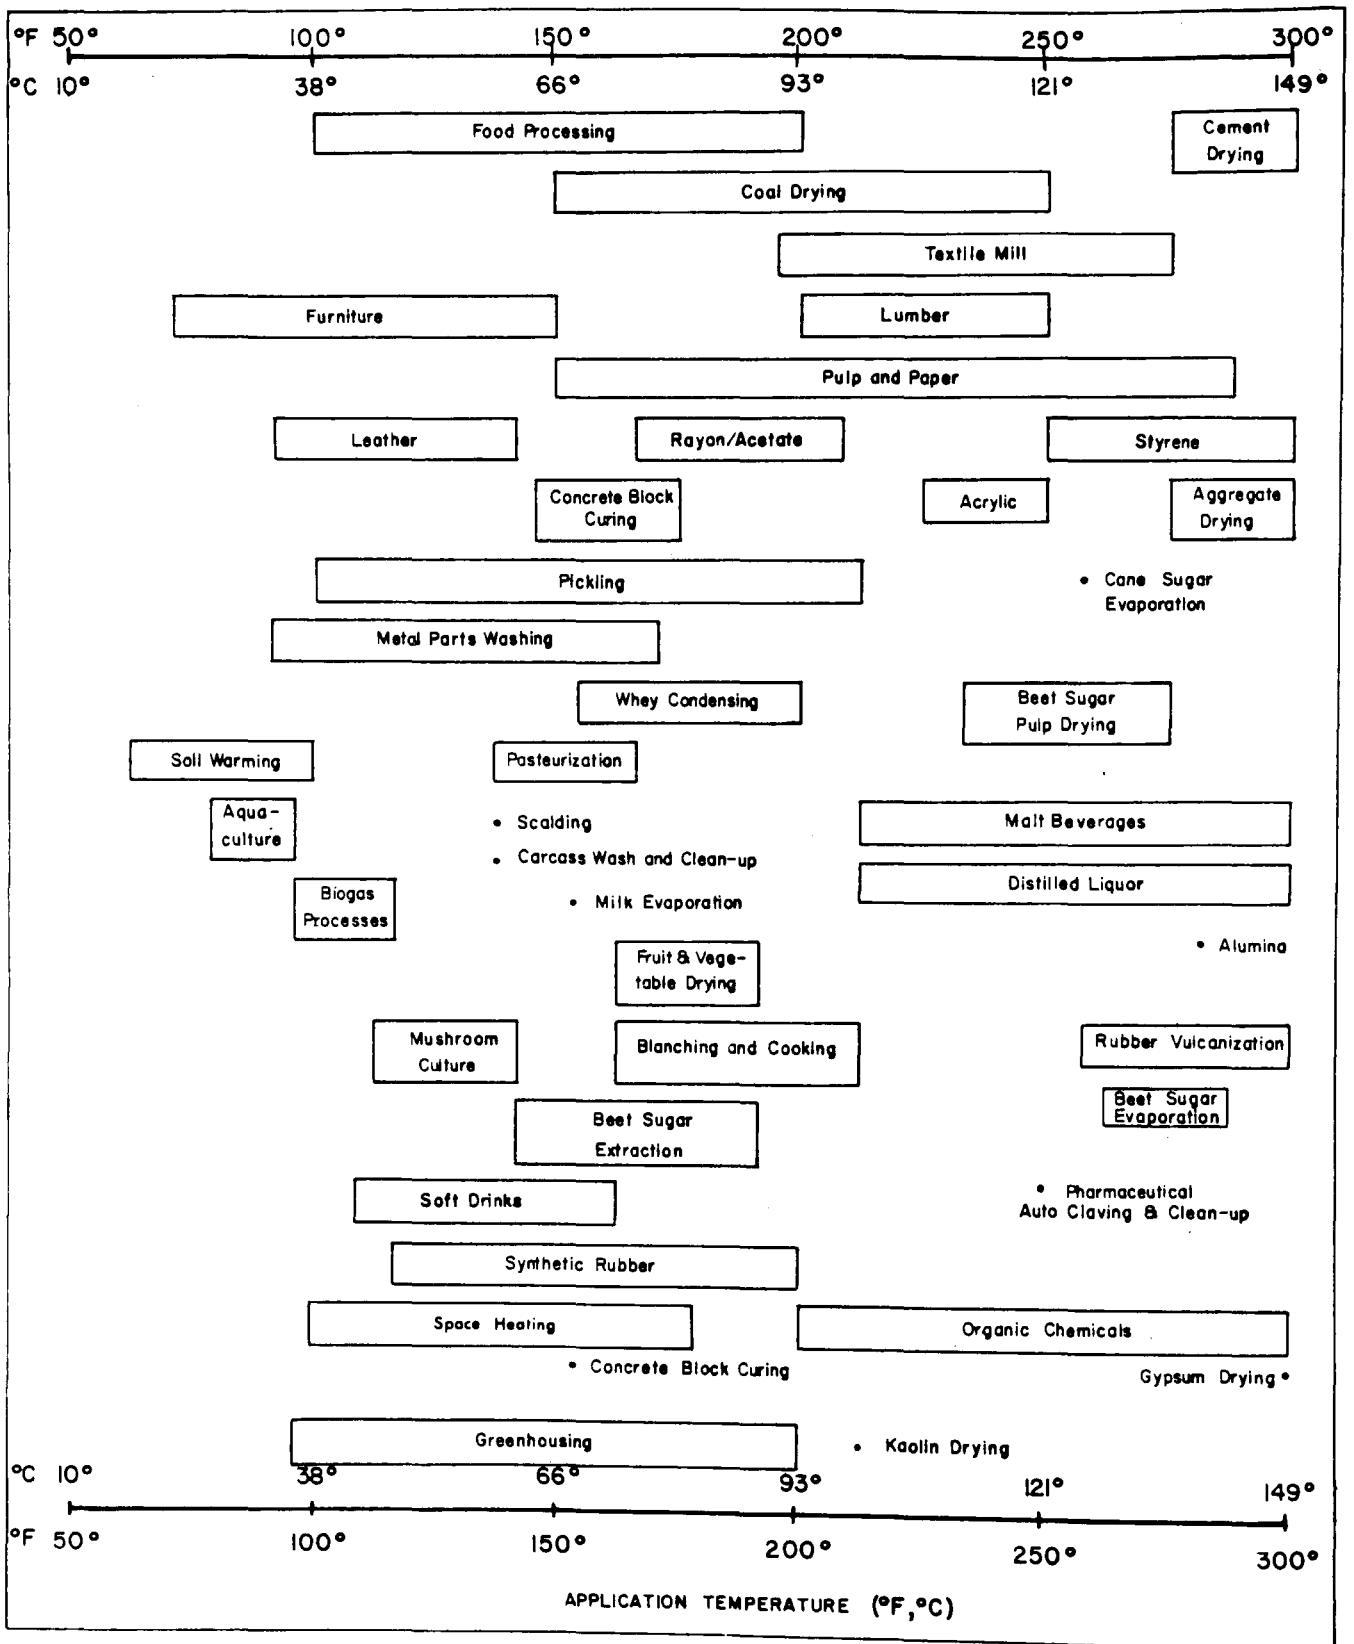 °F 50° 100° 150° 200° 250° 300°
°C 10° 38° 66° 93° 121° 149°
Food Processing
Cement
Drying
Coal Drying
Textile Mill
Furniture
Lumber
Pulp and Paper
Leather
Rayon/Acetate
Styrene
Concrete Block
Curing
Acrylic
Aggregate
Drying
Pickling
• Cane Sugar
Evaporation
Metal Parts Washing
Whey Condensing
Beet Sugar
Pulp Drying
Soil Warming
Pasteurization
Aqua-
culture
• Scalding
Malt Beverages
• Carcass Wash and Clean-up
Distilled Liquor
Biogas
Processes
• Milk Evaporation
• Alumina
Fruit & Vege-
table Drying
Mushroom
Culture
Blanching and Cooking
Rubber Vulcanization
Beet Sugar
Evaporation
Beet Sugar
Extraction
Soft Drinks
• Pharmaceutical
Auto Claving & Clean-up
Synthetic Rubber
Space Heating
Organic Chemicals
• Concrete Block Curing
Gypsum Drying •
Greenhousing
• Kaolin Drying
°C 10° 38° 66° 93° 121° 149°
°F 50° 100° 150° 200° 250° 300°
APPLICATION TEMPERATURE (°F,°C)